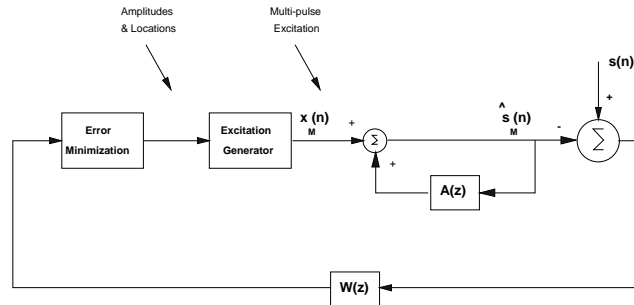 Amplitudes
& Locations
Multi-pulse
Excitation
s(n)
+
Error
Minimization
Excitation
Generator
x (n)
M
+
Σ
+
^
s (n)
M
-
Σ
A(z)
W(z)